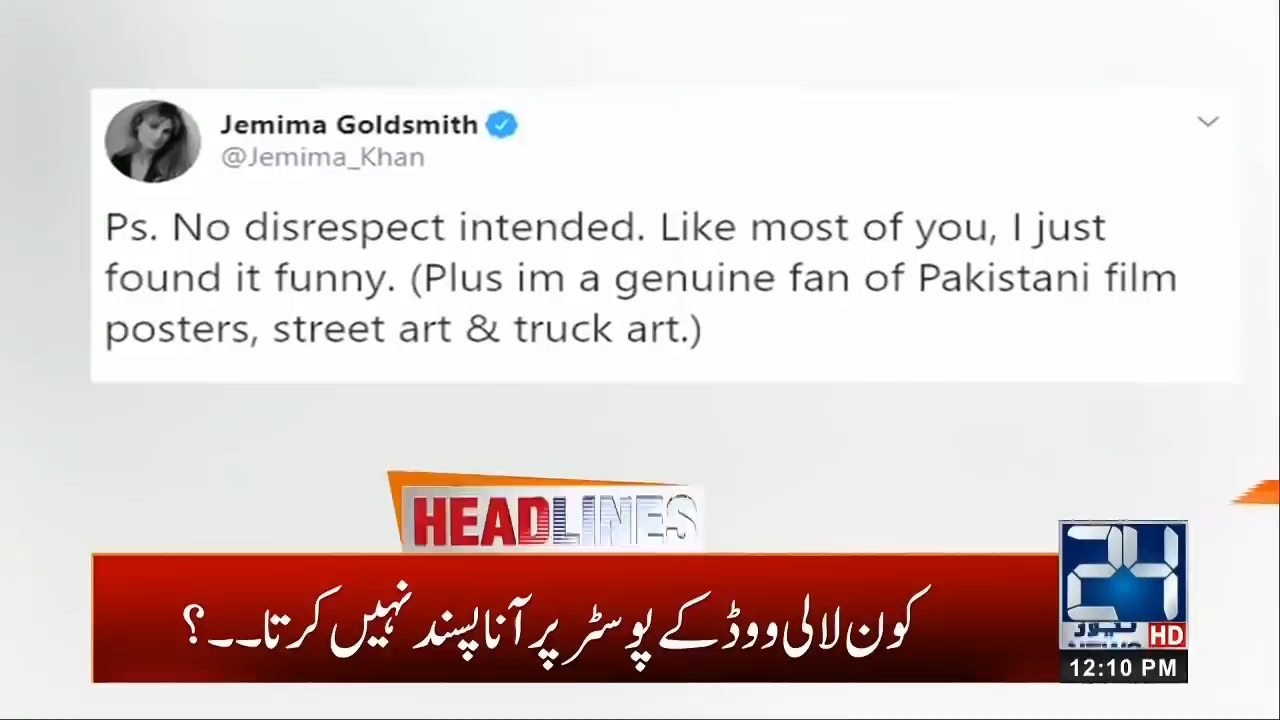 Jemima Goldsmith
@Jemima_Khan
Ps. No disrespect intended. Like most of you, I just
found it funny. (Plus im a genuine fan of Pakistani film
posters, street art & truck art.)
HEADLINES
کون لالی ووڈ کے پوسٹر پر آنا پسند نہیں کرتا۔۔؟
24
نیوز
HD
12:10 PM